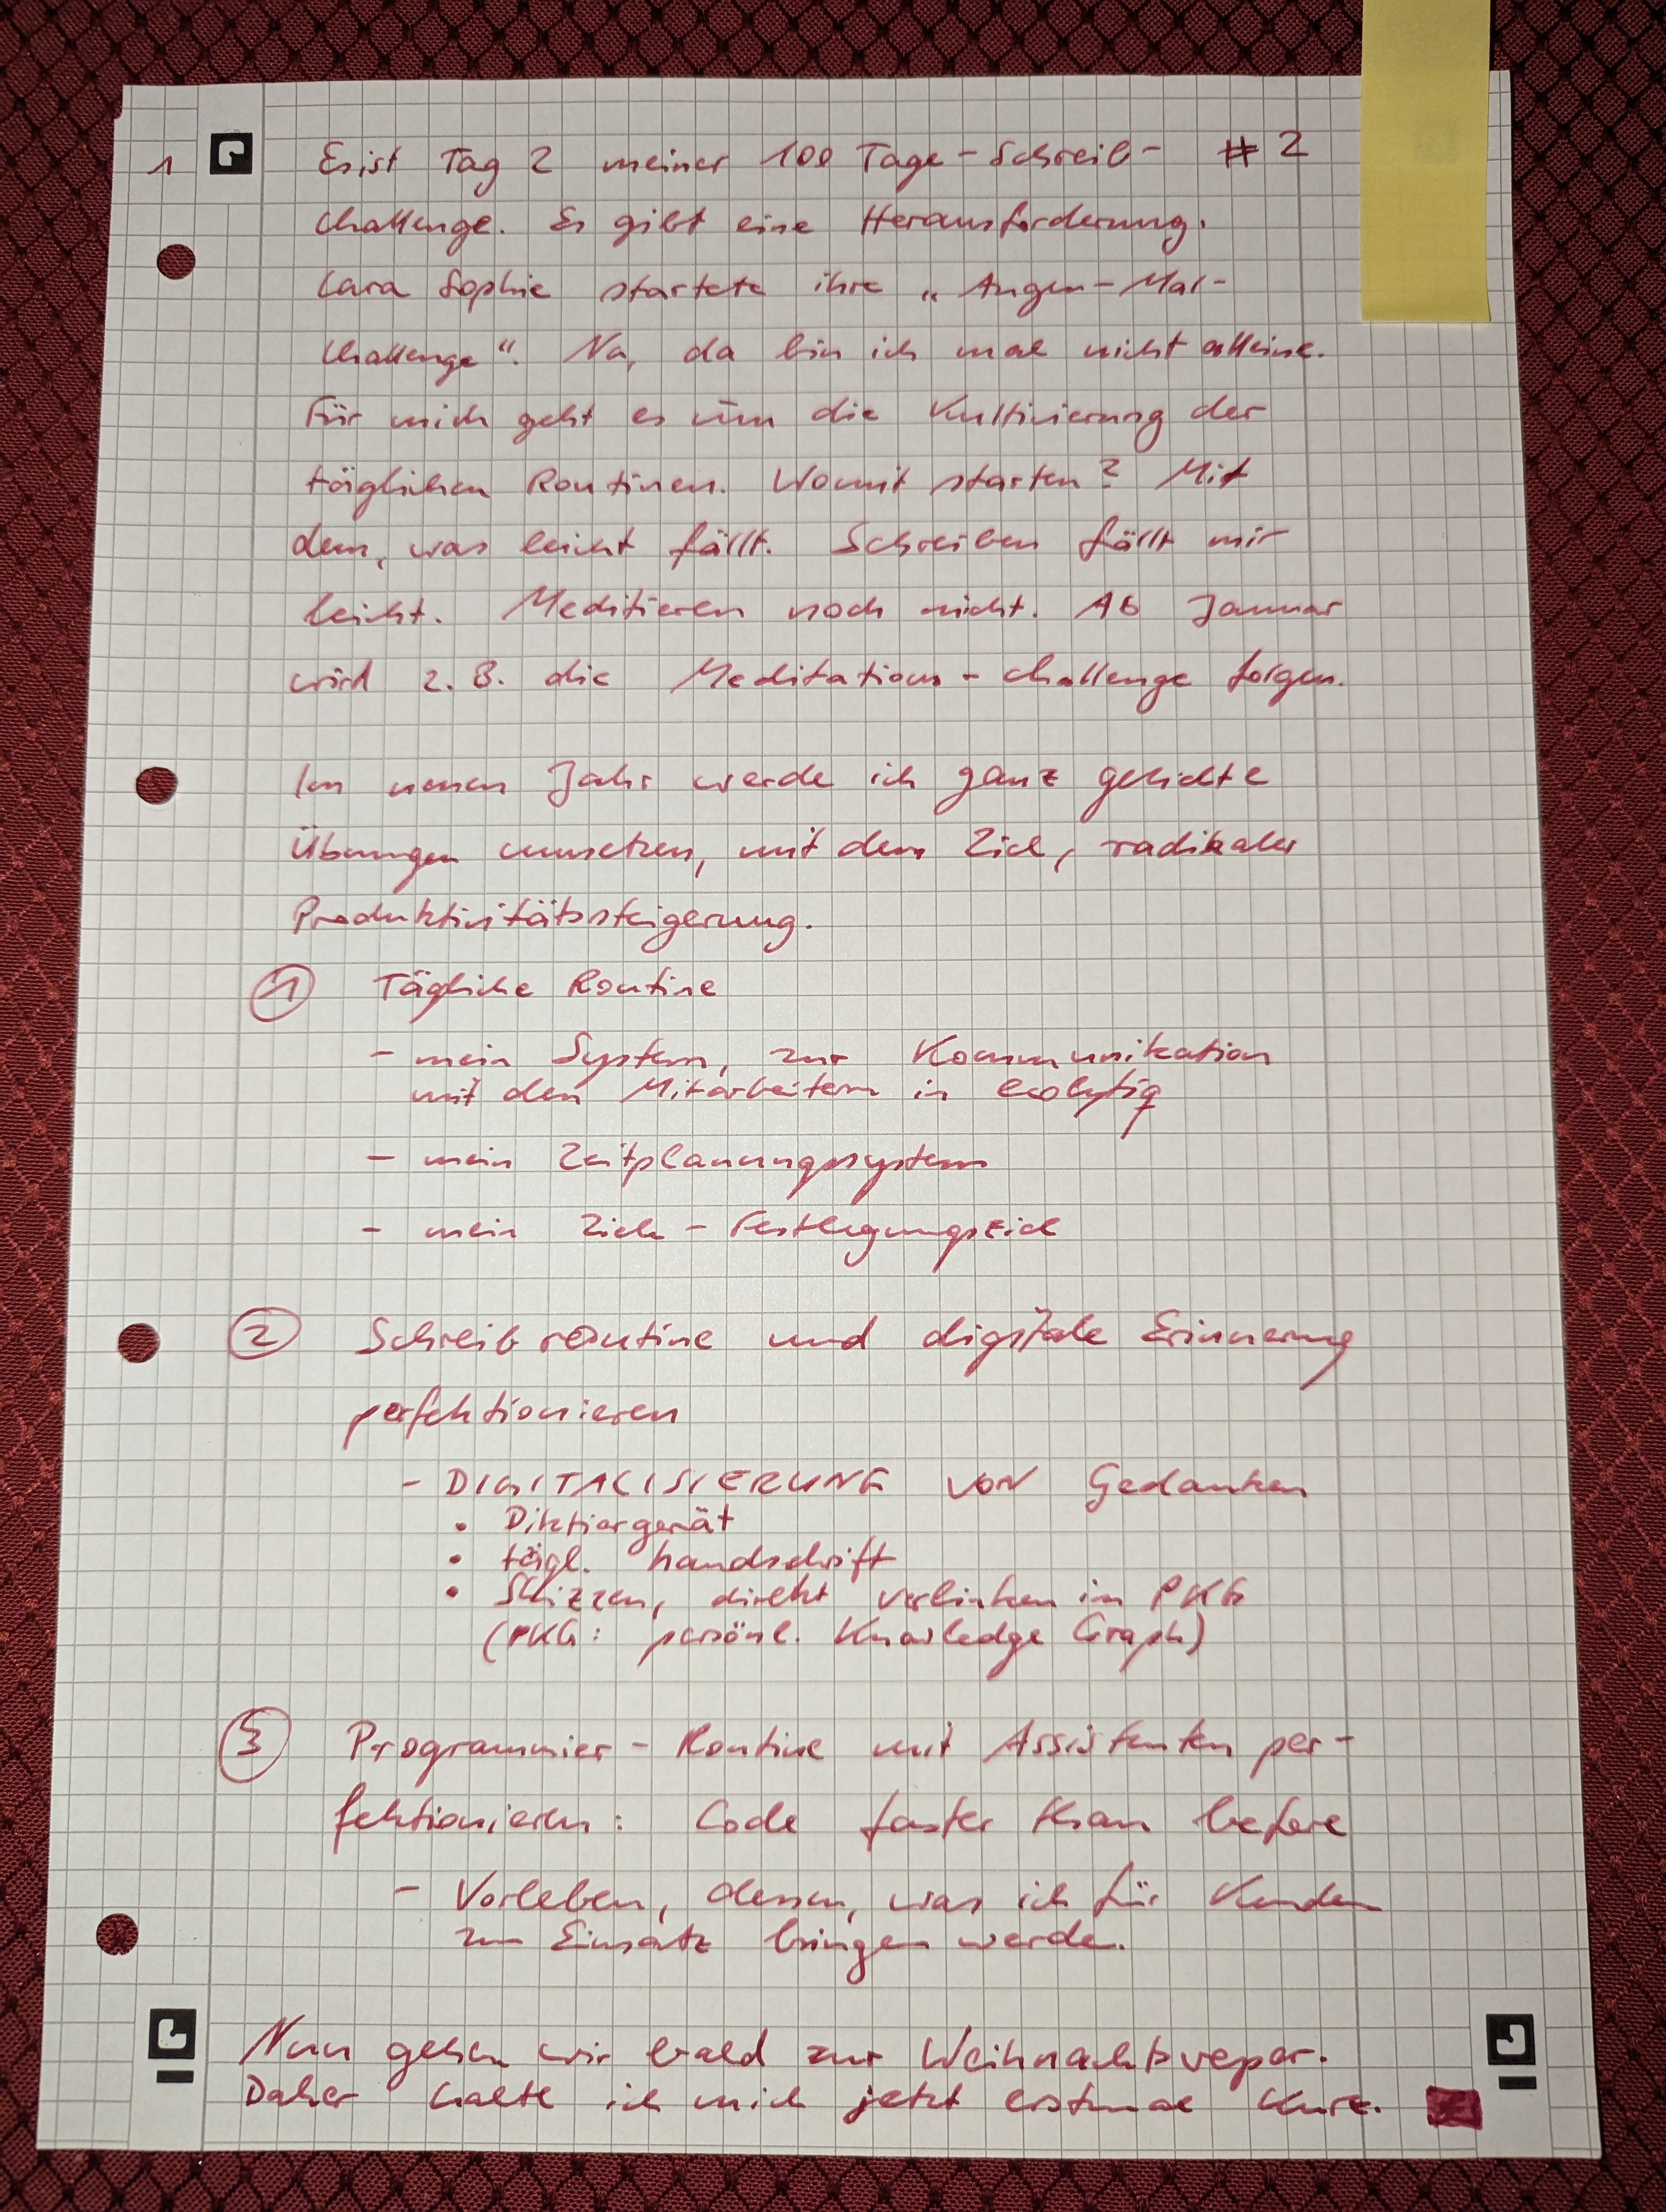 1 Es ist Tag 2 meiner 100 Tage-Schreib- #2
challenge. Es gibt eine Herausforderung.
Lara Sophie startete ihre „Augen-Mal-
Challenge“. Na, da bin ich mal nicht alleine.
Für mich geht es um die Kultivierung der
täglichen Routinen. Womit starten? Mit
dem, was leicht fällt. Schreiben fällt mir
leicht. Meditieren noch nicht. Ab Januar
wird z.B. die Meditations-challenge folgen.
Im neuen Jahr werde ich ganz gezielte
Übungen umsetzen, mit dem Ziel, radikaler
Produktivitätssteigerung.
1 Tägliche Routine
- mein System, zur Kommunikation
mit den Mitarbeitern in ecolytiq
- mein Zeitplanungssystem
- mein Ziele-
2 Schreibroutine und digitale Erinnerung
perfektionieren
- DIGITALISIERUNG VON Gedanken
• Diktiergerät
• tägl. handschrift
• Skizzen, direkt verlinken im PKG
(PKG: persönl. Knowledge Graph)
3 Programmier-Routine mit Assistenten per-
fektionieren: Code faster than before
- Vorleben, dessen, was ich für Kunden
zum Einsatz bringen werde.
Nun gehen wir bald zur Weihnachtsvesper.
Daher halte ich mich jetzt erstmal kurz.